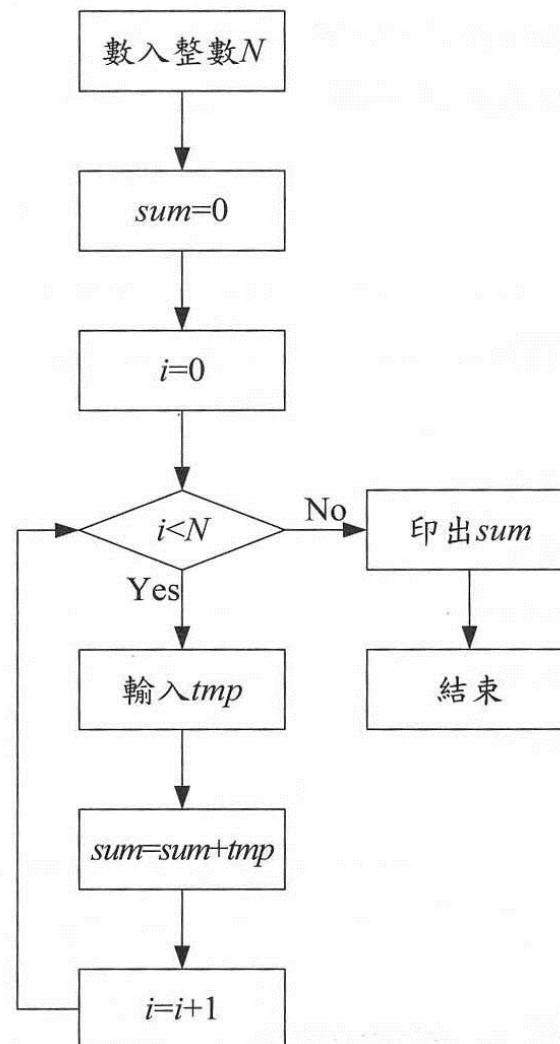 數入整數N
sum=0
i=0
i<N
No
印出sum
Yes
輸入tmp
結束
sum=sum+tmp
i=i+1